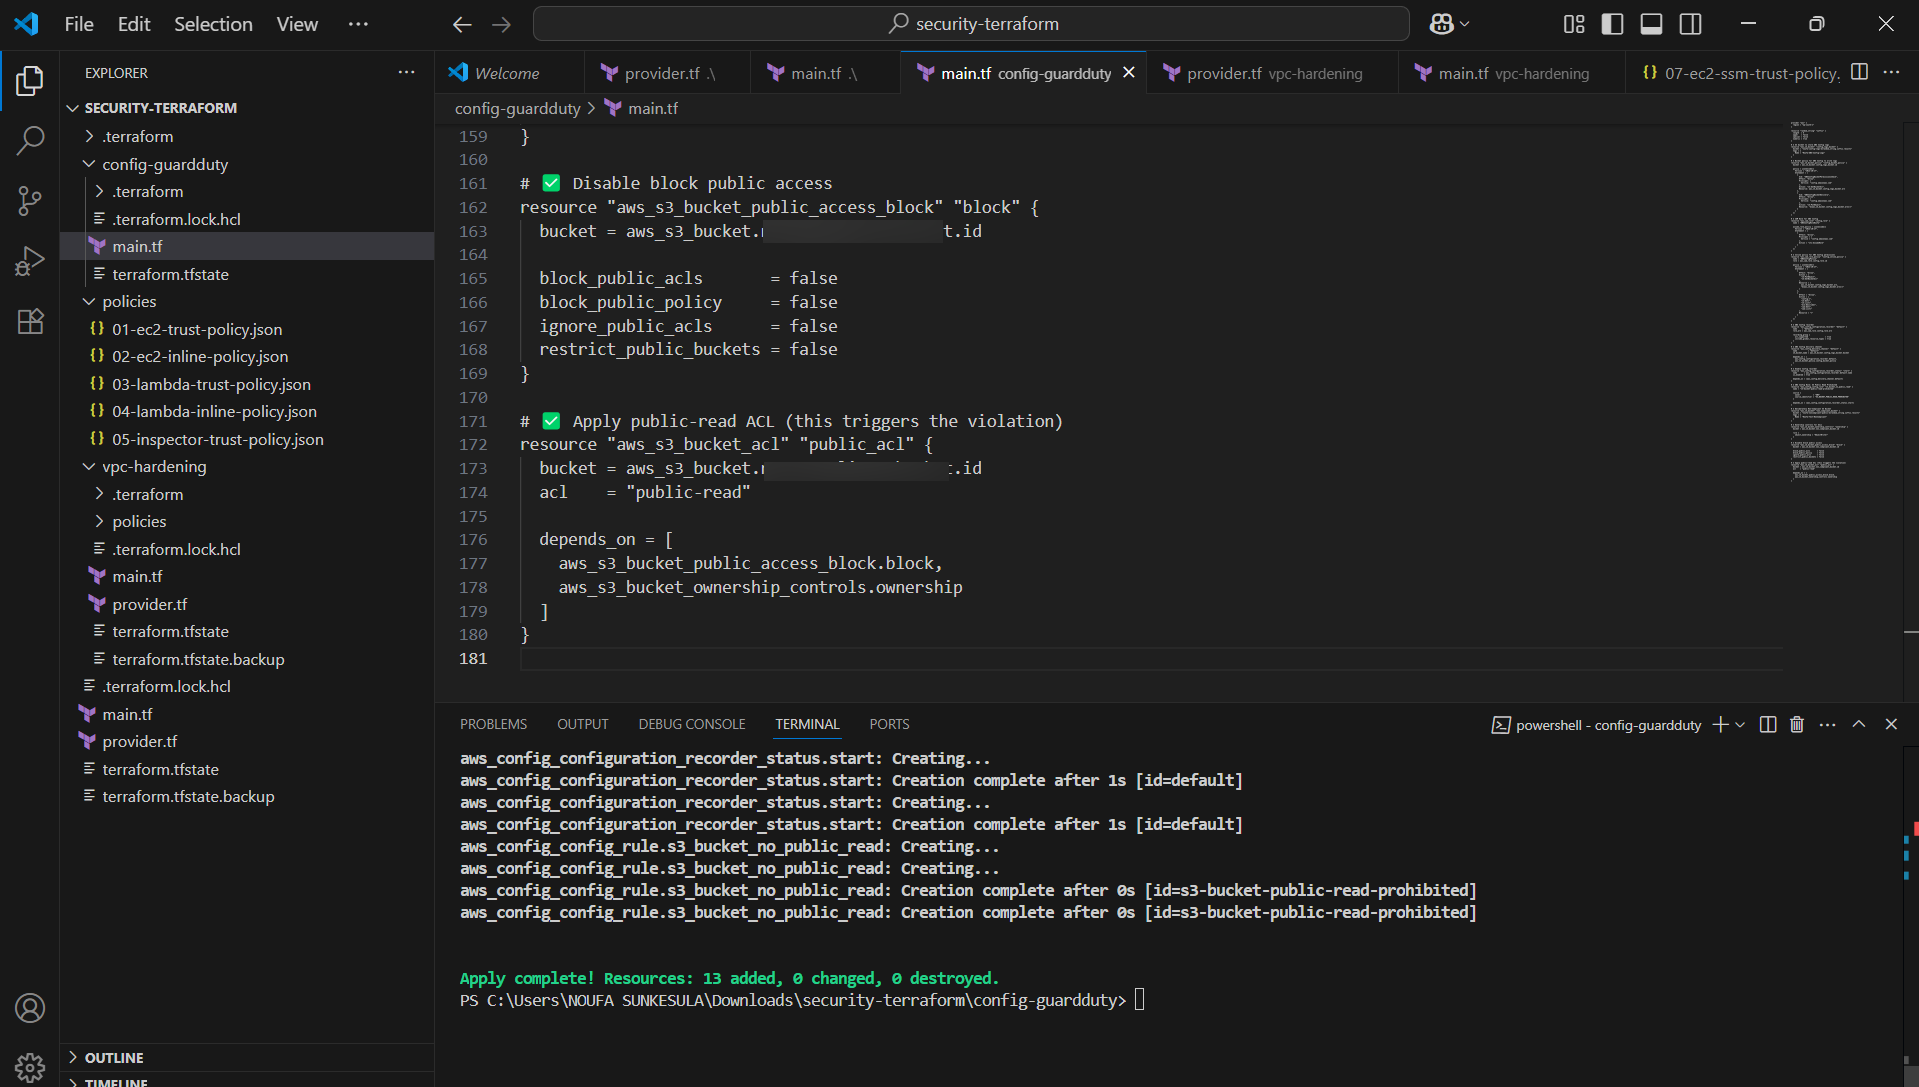 File Edit Selection View ···
security-terraform
EXPLORER
SECURITY-TERRAFORM
.terraform
config-guardduty
.terraform
.terraform.lock.hcl
main.tf
terraform.tfstate
policies
01-ec2-trust-policy.json
02-ec2-inline-policy.json
03-lambda-trust-policy.json
04-lambda-inline-policy.json
05-inspector-trust-policy.json
vpc-hardening
.terraform
policies
.terraform.lock.hcl
main.tf
provider.tf
terraform.tfstate
terraform.tfstate.backup
.terraform.lock.hcl
main.tf
provider.tf
terraform.tfstate
terraform.tfstate.backup
OUTLINE
TIMELINE
Welcome provider.tf .\ main.tf .\ main.tf config-guardduty provider.tf vpc-hardening main.tf vpc-hardening 07-ec2-ssm-trust-policy.
config-guardduty > main.tf
159 }
160
161 # ✅ Disable block public access
162 resource "aws_s3_bucket_public_access_block" "block" {
163 bucket = aws_s3_bucket. t.id
164
165 block_public_acls = false
166 block_public_policy = false
167 ignore_public_acls = false
168 restrict_public_buckets = false
169 }
170
171 # ✅ Apply public-read ACL (this triggers the violation)
172 resource "aws_s3_bucket_acl" "public_acl" {
173 bucket = aws_s3_bucket. .id
174 acl = "public-read"
175
176 depends_on = [
177 aws_s3_bucket_public_access_block.block,
178 aws_s3_bucket_ownership_controls.ownership
179 ]
180 }
181
PROBLEMS OUTPUT DEBUG CONSOLE TERMINAL PORTS
powershell - config-guardduty
aws_config_configuration_recorder_status.start: Creating...
aws_config_configuration_recorder_status.start: Creation complete after 1s [id=default]
aws_config_configuration_recorder_status.start: Creating...
aws_config_configuration_recorder_status.start: Creation complete after 1s [id=default]
aws_config_config_rule.s3_bucket_no_public_read: Creating...
aws_config_config_rule.s3_bucket_no_public_read: Creating...
aws_config_config_rule.s3_bucket_no_public_read: Creation complete after 0s [id=s3-bucket-public-read-prohibited]
aws_config_config_rule.s3_bucket_no_public_read: Creation complete after 0s [id=s3-bucket-public-read-prohibited]
Apply complete! Resources: 13 added, 0 changed, 0 destroyed.
PS C:\Users\NOUFA SUNKESULA\Downloads\security-terraform\config-guardduty>